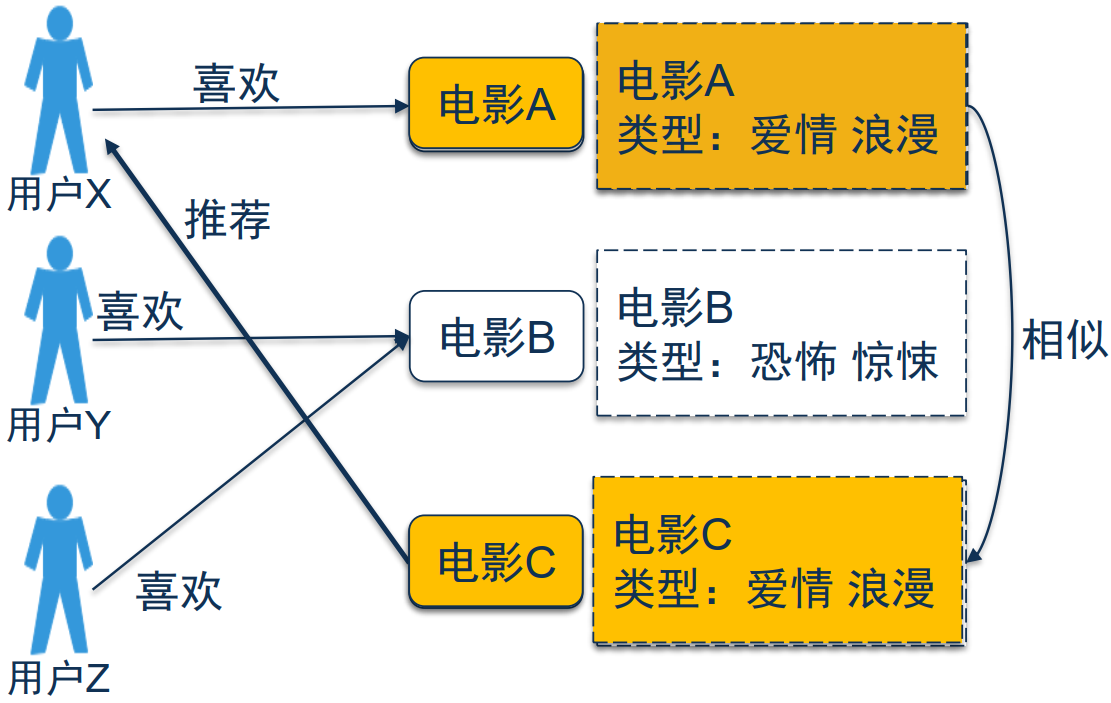 喜欢
电影A
电影A
类型：爱情 浪漫
用户X
推荐
喜欢
电影B
电影B
类型：恐怖 惊悚
相似
用户Y
电影C
电影C
类型：爱情 浪漫
喜欢
用户Z